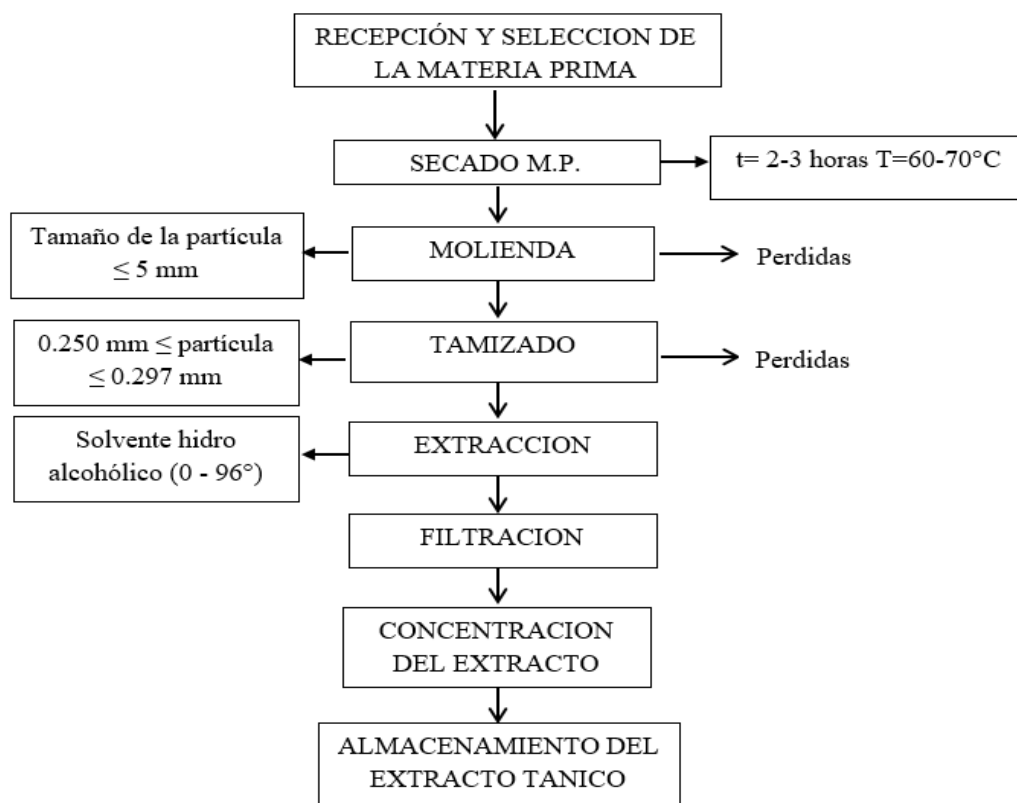 RECEPCIÓN Y SELECCION DE
LA MATERIA PRIMA
SECADO M.P.
t= 2-3 horas T=60-70°C
Tamaño de la partícula
≤ 5 mm
MOLIENDA
Perdidas
0.250 mm ≤ partícula
≤ 0.297 mm
TAMIZADO
Perdidas
Solvente hidro
alcohólico (0 - 96°)
EXTRACCION
FILTRACION
CONCENTRACION
DEL EXTRACTO
ALMACENAMIENTO DEL
EXTRACTO TANICO